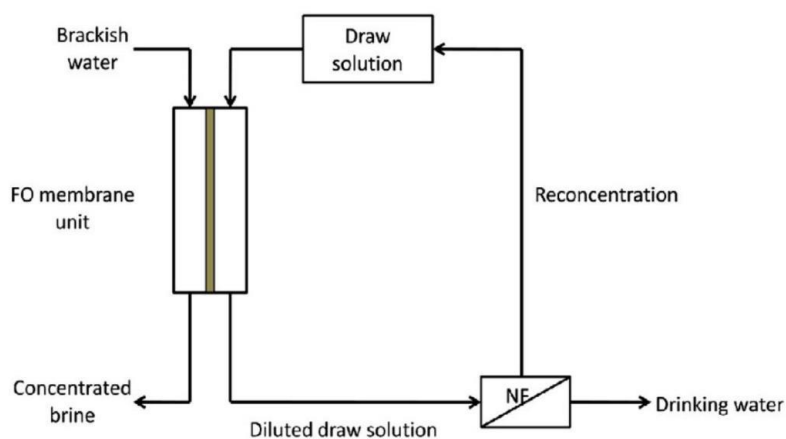 Brackish
water
Draw
solution
FO membrane
unit
Reconcentration
Concentrated
brine
NF
Drinking water
Diluted draw solution